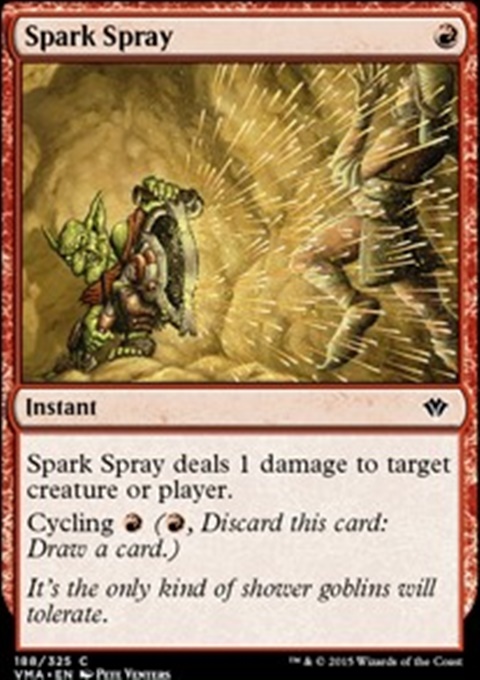 Spark Spray
Instant
Spark Spray deals 1 damage to target
creature or player.
Cycling (, Discard this card:
Draw a card.)
It's the only kind of shower goblins will
tolerate.
188/325 C
VMA • EN Pete Venters
™ & © 2015 Wizards of the Coast